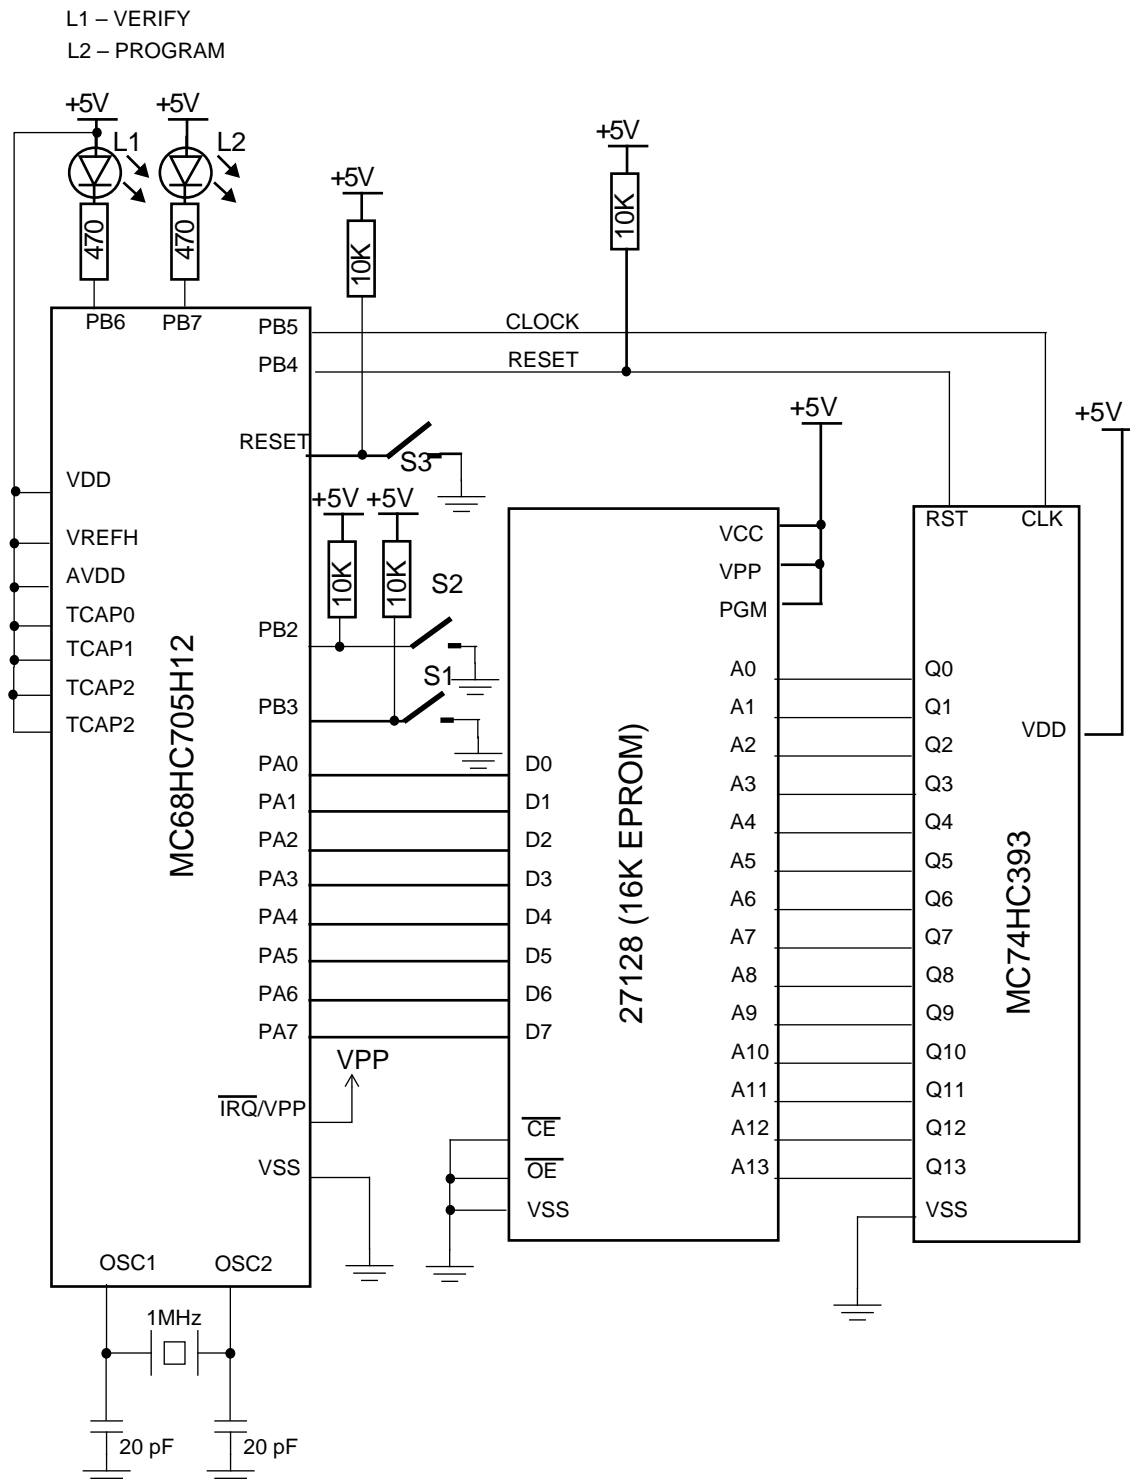 L1 – VERIFY
L2 – PROGRAM
+5V
+5V
L1
L2
470
470
+5V
10K
+5V
10K
PB6
PB7
PB5
CLOCK
PB4
RESET
RESET
S3
+5V
+5V
10K
10K
S2
S1
VDD
VREFH
AVDD
TCAP0
TCAP1
TCAP2
TCAP2
MC68HC705H12
PB2
PB3
PA0
PA1
PA2
PA3
PA4
PA5
PA6
PA7
VPP
IRQ/VPP
VSS
OSC1
OSC2
1MHz
20 pF
20 pF
+5V
VCC
VPP
PGM
D0
D1
D2
D3
D4
D5
D6
D7
CE
OE
VSS
27128 (16K EPROM)
A0
A1
A2
A3
A4
A5
A6
A7
A8
A9
A10
A11
A12
A13
+5V
RST
CLK
Q0
Q1
Q2
Q3
Q4
Q5
Q6
Q7
Q8
Q9
Q10
Q11
Q12
Q13
VSS
VDD
MC74HC393